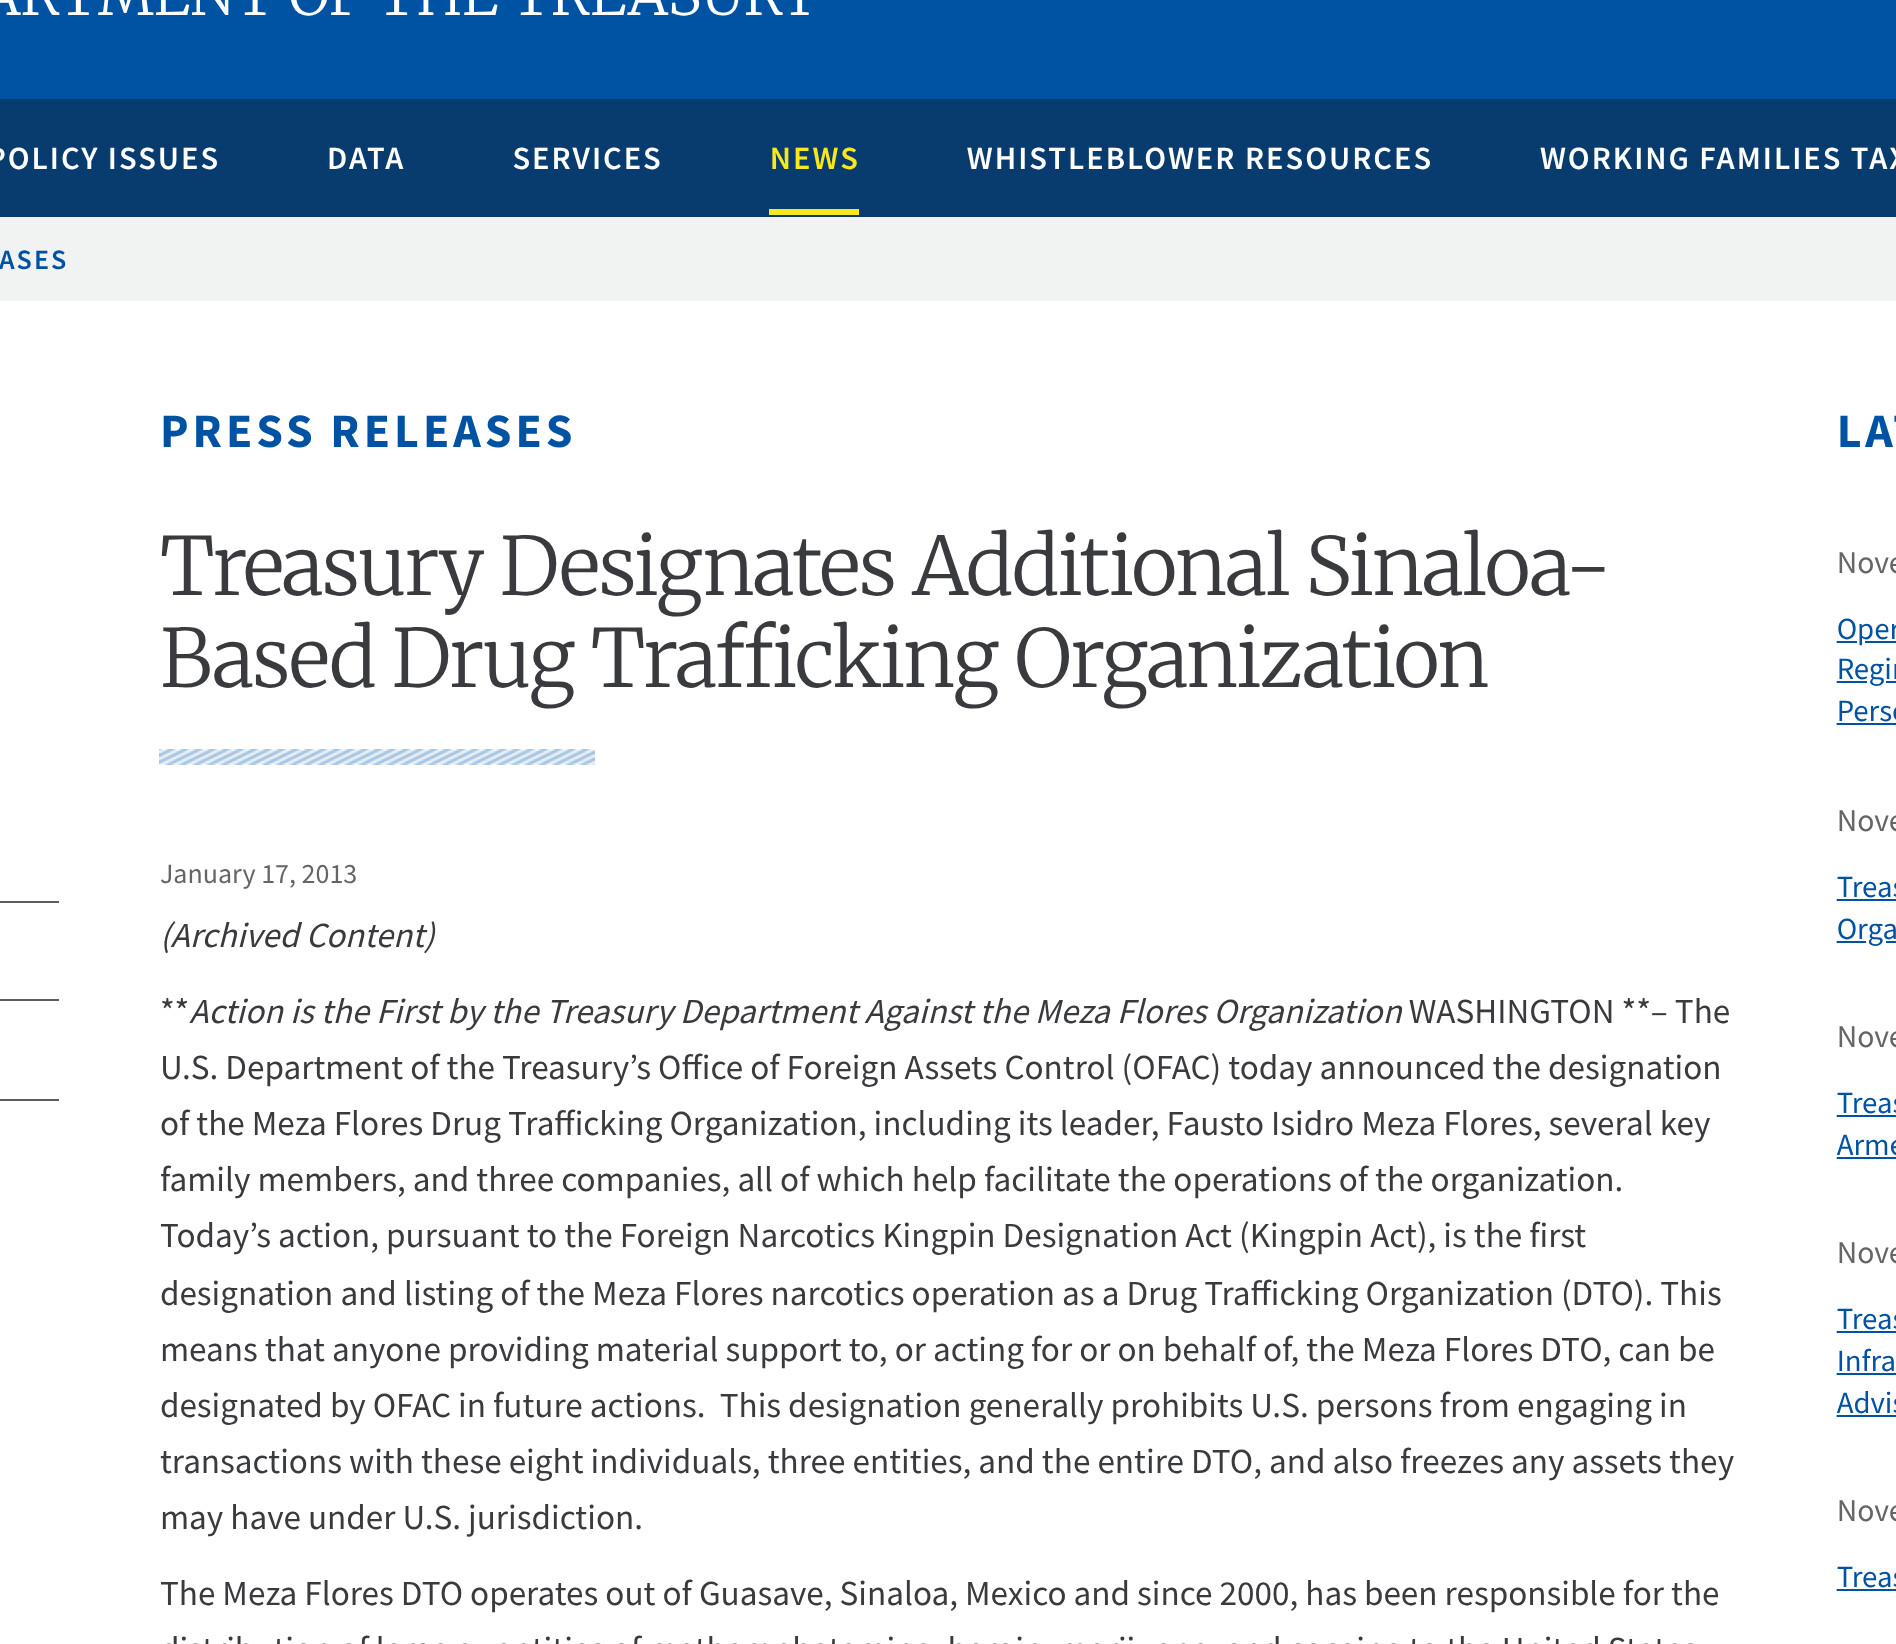 DEPARTMENT OF THE TREASURY
POLICY ISSUES DATA SERVICES NEWS WHISTLEBLOWER RESOURCES WORKING FAMILIES
PRESS RELEASES
Treasury Designates Additional Sinaloa-
Based Drug Trafficking Organization
January 17, 2013
(Archived Content)
**Action is the First by the Treasury Department Against the Meza Flores Organization WASHINGTON **– The
U.S. Department of the Treasury’s Office of Foreign Assets Control (OFAC) today announced the designation
of the Meza Flores Drug Trafficking Organization, including its leader, Fausto Isidro Meza Flores, several key
family members, and three companies, all of which help facilitate the operations of the organization.
Today’s action, pursuant to the Foreign Narcotics Kingpin Designation Act (Kingpin Act), is the first
designation and listing of the Meza Flores narcotics operation as a Drug Trafficking Organization (DTO). This
means that anyone providing material support to, or acting for or on behalf of, the Meza Flores DTO, can be
designated by OFAC in future actions.  This designation generally prohibits U.S. persons from engaging in
transactions with these eight individuals, three entities, and the entire DTO, and also freezes any assets they
may have under U.S. jurisdiction.
The Meza Flores DTO operates out of Guasave, Sinaloa, Mexico and since 2000, has been responsible for the